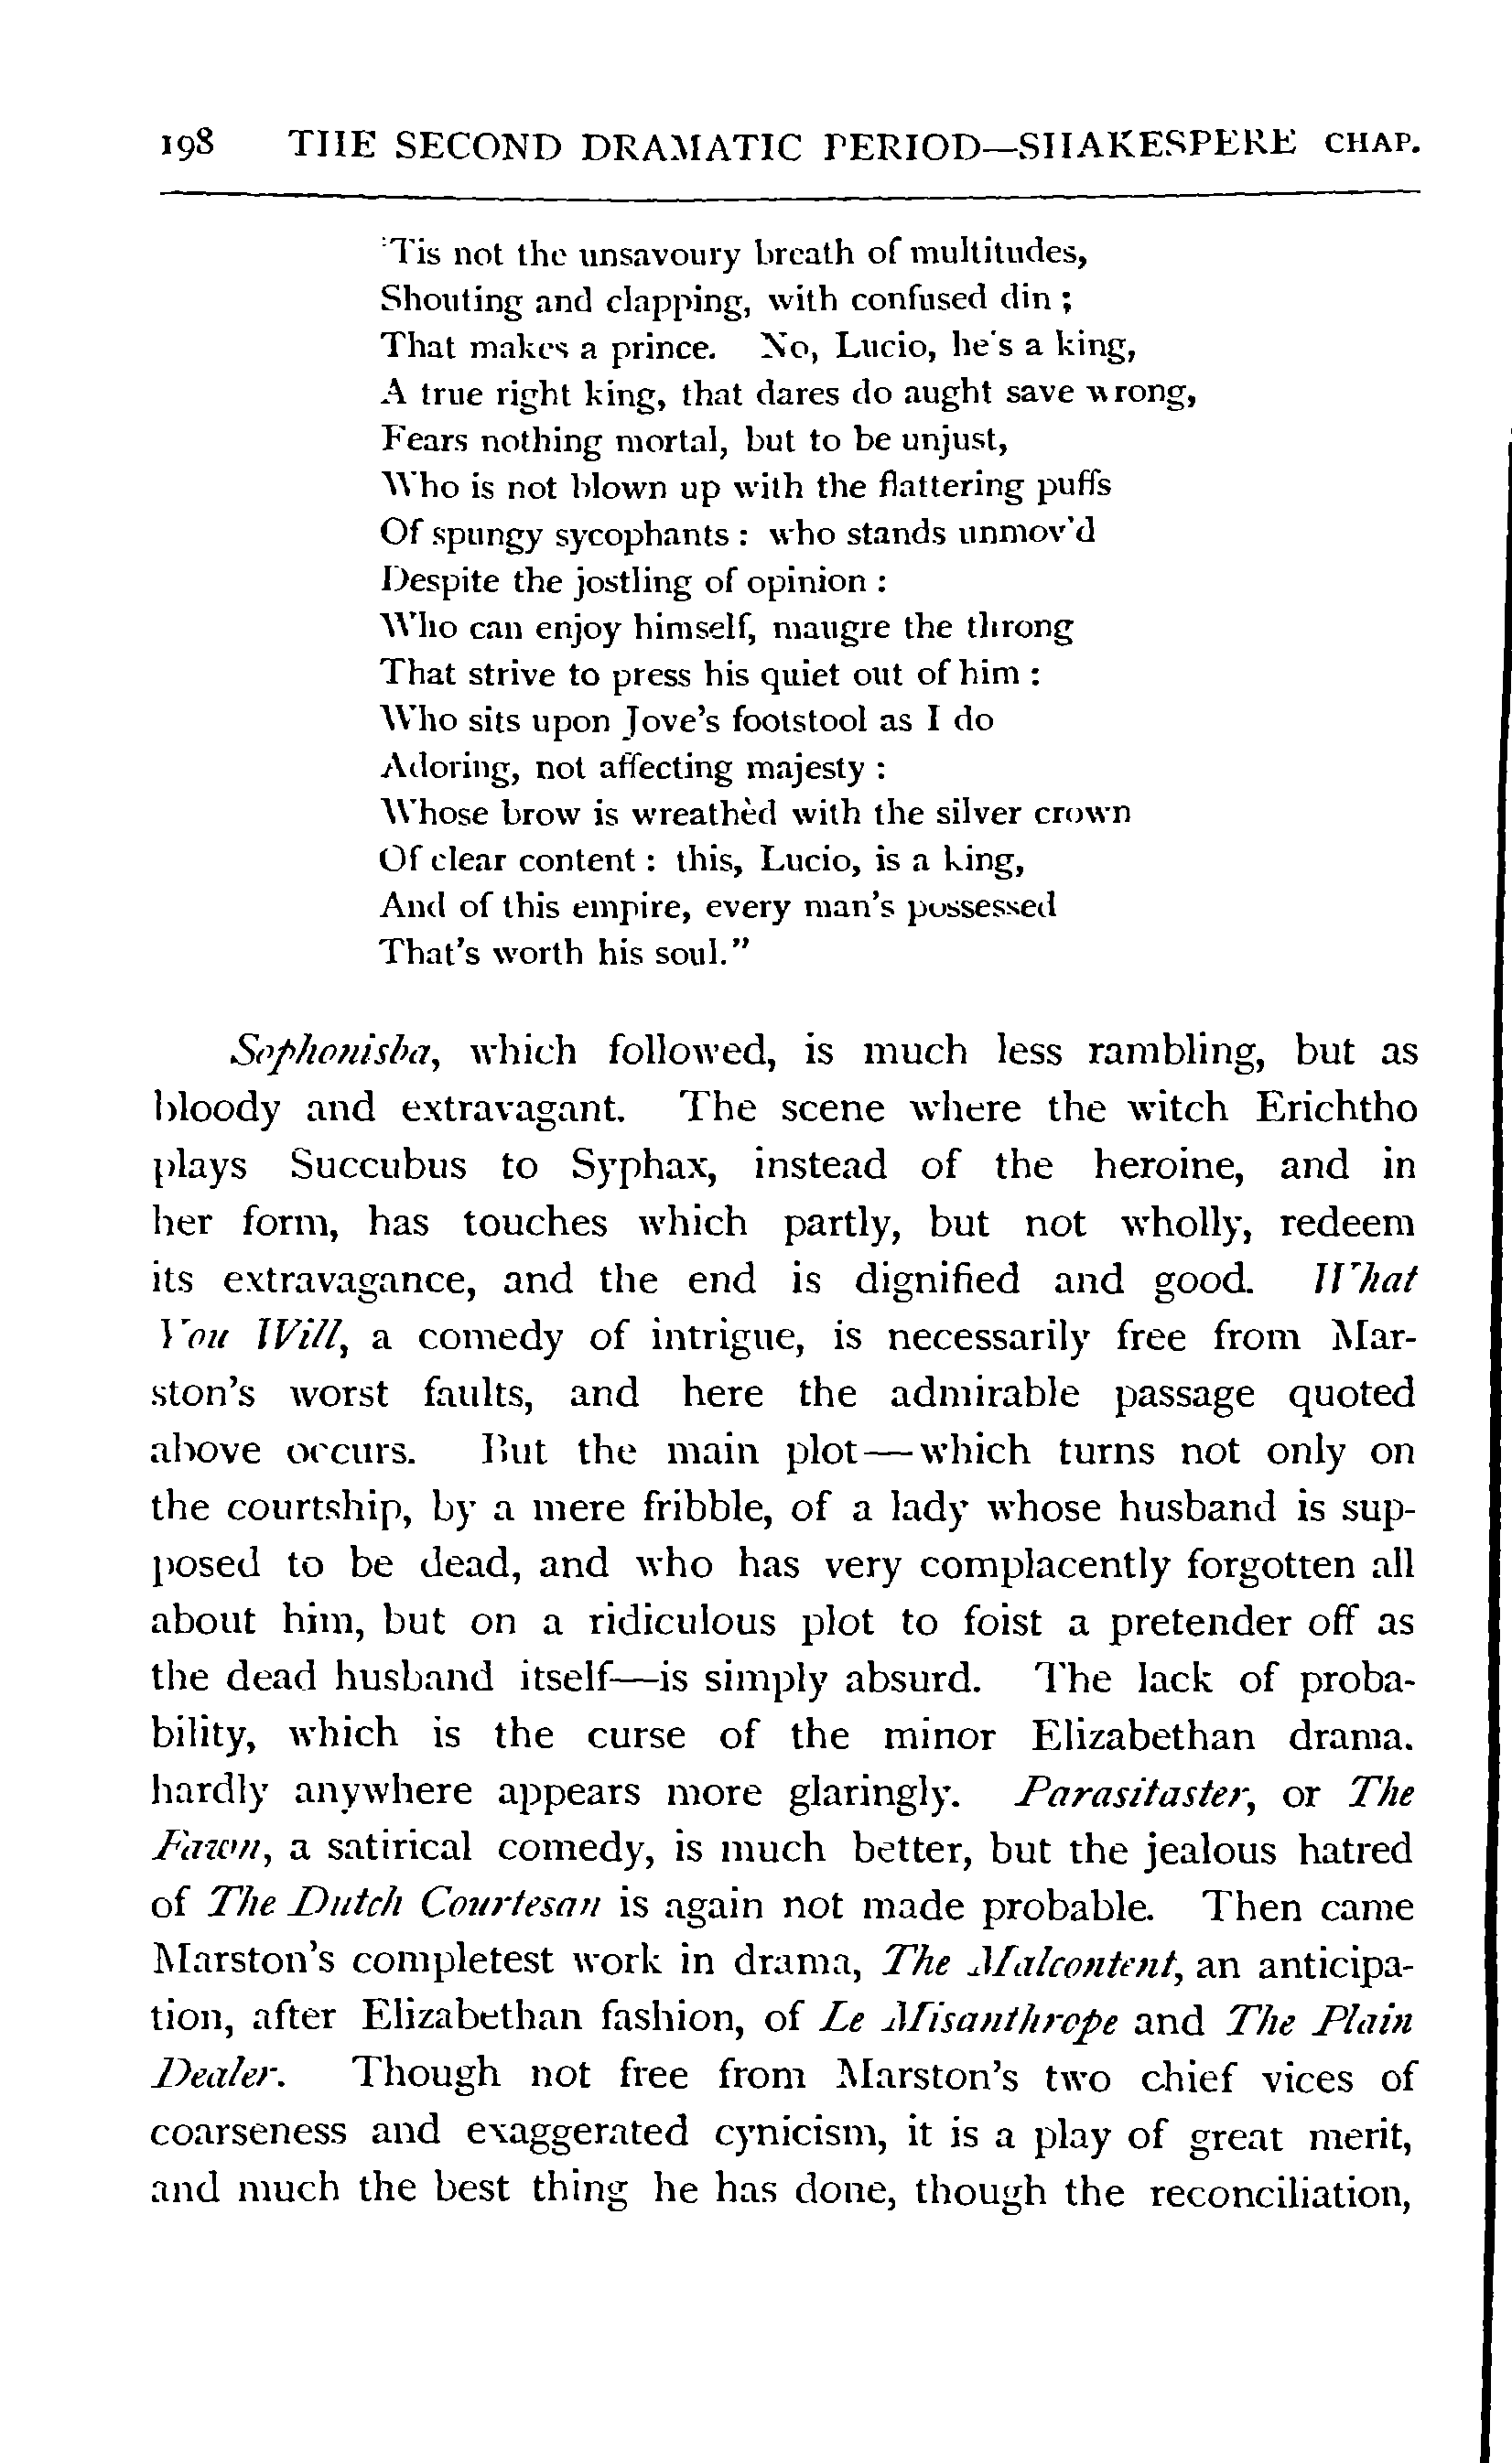 198 THE SECOND DRAMATIC PERIOD—SHAKESPERE CHAP.
'Tis not the unsavoury breath of multitudes,
Shouting and clapping, with confused din ;
That makes a prince. No, Lucio, he's a king,
A true right king, that dares do aught save wrong,
Fears nothing mortal, but to be unjust,
Who is not blown up with the flattering puffs
Of spungy sycophants : who stands unmov'd
Despite the jostling of opinion :
Who can enjoy himself, maugre the throng
That strive to press his quiet out of him :
Who sits upon Jove's footstool as I do
Adoring, not affecting majesty :
Whose brow is wreathèd with the silver crown
Of clear content : this, Lucio, is a king,
And of this empire, every man's possessed
That's worth his soul."
Sophonisba, which followed, is much less rambling, but as
bloody and extravagant. The scene where the witch Erichtho
plays Succubus to Syphax, instead of the heroine, and in
her form, has touches which partly, but not wholly, redeem
its extravagance, and the end is dignified and good. What
You Will, a comedy of intrigue, is necessarily free from Mar-
ston's worst faults, and here the admirable passage quoted
above occurs. But the main plot—which turns not only on
the courtship, by a mere fribble, of a lady whose husband is sup-
posed to be dead, and who has very complacently forgotten all
about him, but on a ridiculous plot to foist a pretender off as
the dead husband itself—is simply absurd. The lack of proba-
bility, which is the curse of the minor Elizabethan drama.
hardly anywhere appears more glaringly. Parasitaster, or The
Fawn, a satirical comedy, is much better, but the jealous hatred
of The Dutch Courtesan is again not made probable. Then came
Marston's completest work in drama, The Malcontent, an anticipa-
tion, after Elizabethan fashion, of Le Misanthrope and The Plain
Dealer. Though not free from Marston's two chief vices of
coarseness and exaggerated cynicism, it is a play of great merit,
and much the best thing he has done, though the reconciliation,